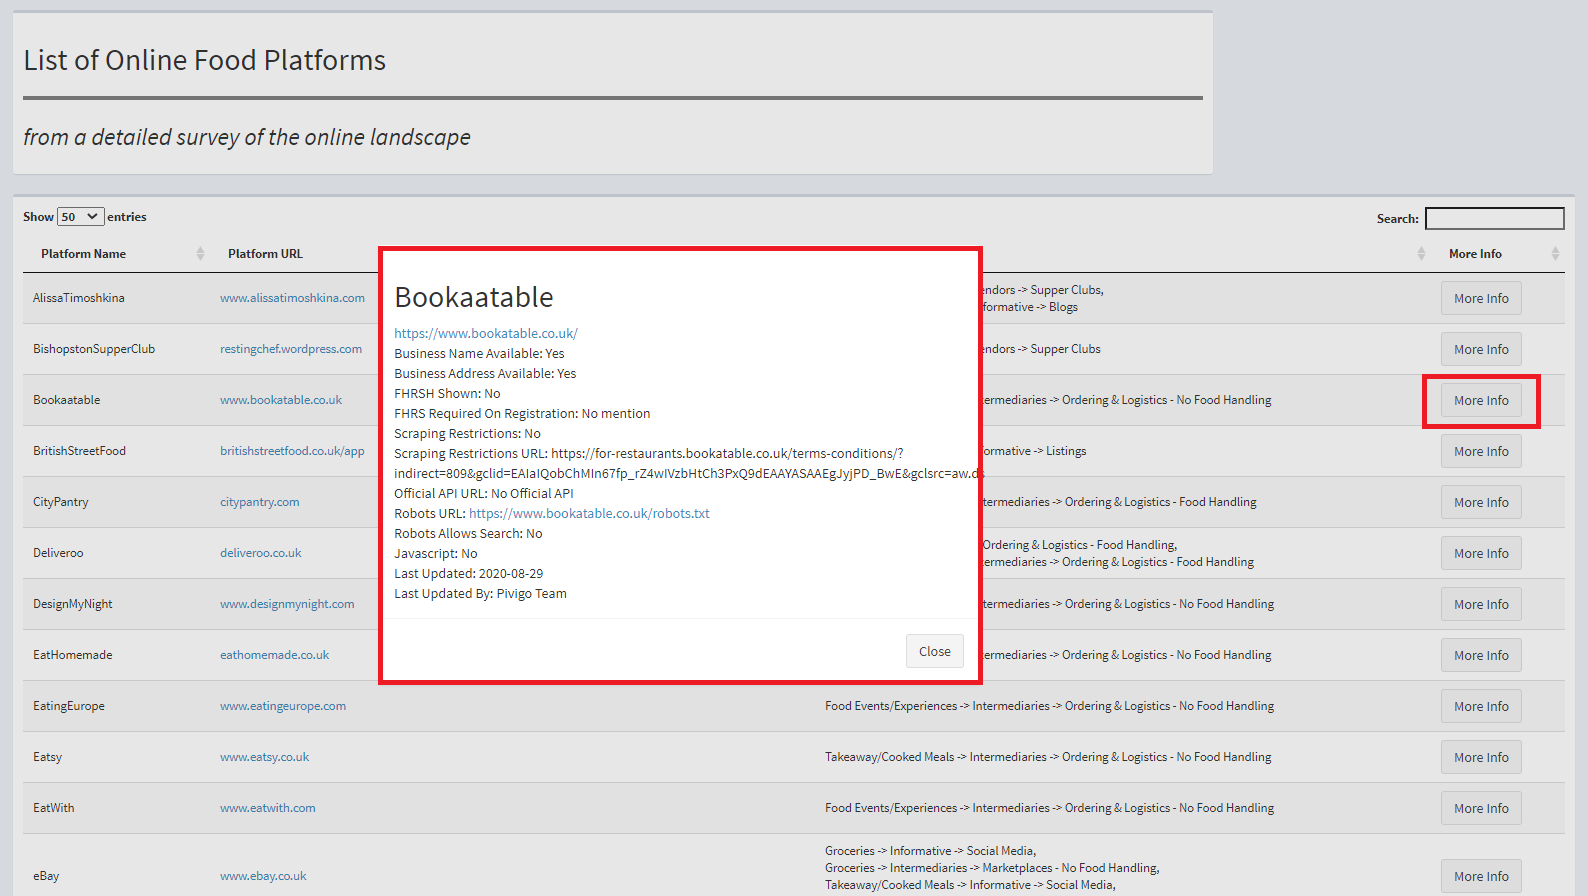 List of Online Food Platforms
from a detailed survey of the online landscape
Show 50 entries
Search:
Platform Name
Platform URL
More Info
AlissaTimoshkina
www.alissatimoshkina.com
endors -> Supper Clubs,
formative -> Blogs
More Info
BishopstonSupperClub
restingchef.wordpress.com
endors -> Supper Clubs
More Info
Bookaatable
www.bookatable.co.uk
termediaries -> Ordering & Logistics - No Food Handling
More Info
BritishStreetFood
britishstreetfood.co.uk/app
formative -> Listings
More Info
CityPantry
citypantry.com
termediaries -> Ordering & Logistics - Food Handling
More Info
Deliveroo
deliveroo.co.uk
Ordering & Logistics - Food Handling,
termediaries -> Ordering & Logistics - Food Handling
More Info
DesignMyNight
www.designmynight.com
termediaries -> Ordering & Logistics - No Food Handling
More Info
EatHomemade
eathomemade.co.uk
termediaries -> Ordering & Logistics - No Food Handling
More Info
EatingEurope
www.eatingeurope.com
Food Events/Experiences -> Intermediaries -> Ordering & Logistics - No Food Handling
More Info
Eatsy
www.eatsy.co.uk
Takeaway/Cooked Meals -> Intermediaries -> Ordering & Logistics - No Food Handling
More Info
EatWith
www.eatwith.com
Food Events/Experiences -> Intermediaries -> Ordering & Logistics - No Food Handling
More Info
eBay
www.ebay.co.uk
Groceries -> Informative -> Social Media,
Groceries -> Intermediaries -> Marketplaces - No Food Handling,
Takeaway/Cooked Meals -> Informative -> Social Media,
More Info
Bookaatable
https://www.bookatable.co.uk/
Business Name Available: Yes
Business Address Available: Yes
FHRSH Shown: No
FHRS Required On Registration: No mention
Scraping Restrictions: No
Scraping Restrictions URL: https://for-restaurants.bookatable.co.uk/terms-conditions/?
indirect=809&gclid=EAIaIQobChMIn67fp_rZ4wIVzbHtCh3PxQ9dEAAYASAAEgJyjPD_BwE&gclsrc=aw.ds
Official API URL: No Official API
Robots URL: https://www.bookatable.co.uk/robots.txt
Robots Allows Search: No
Javascript: No
Last Updated: 2020-08-29
Last Updated By: Pivigo Team
Close